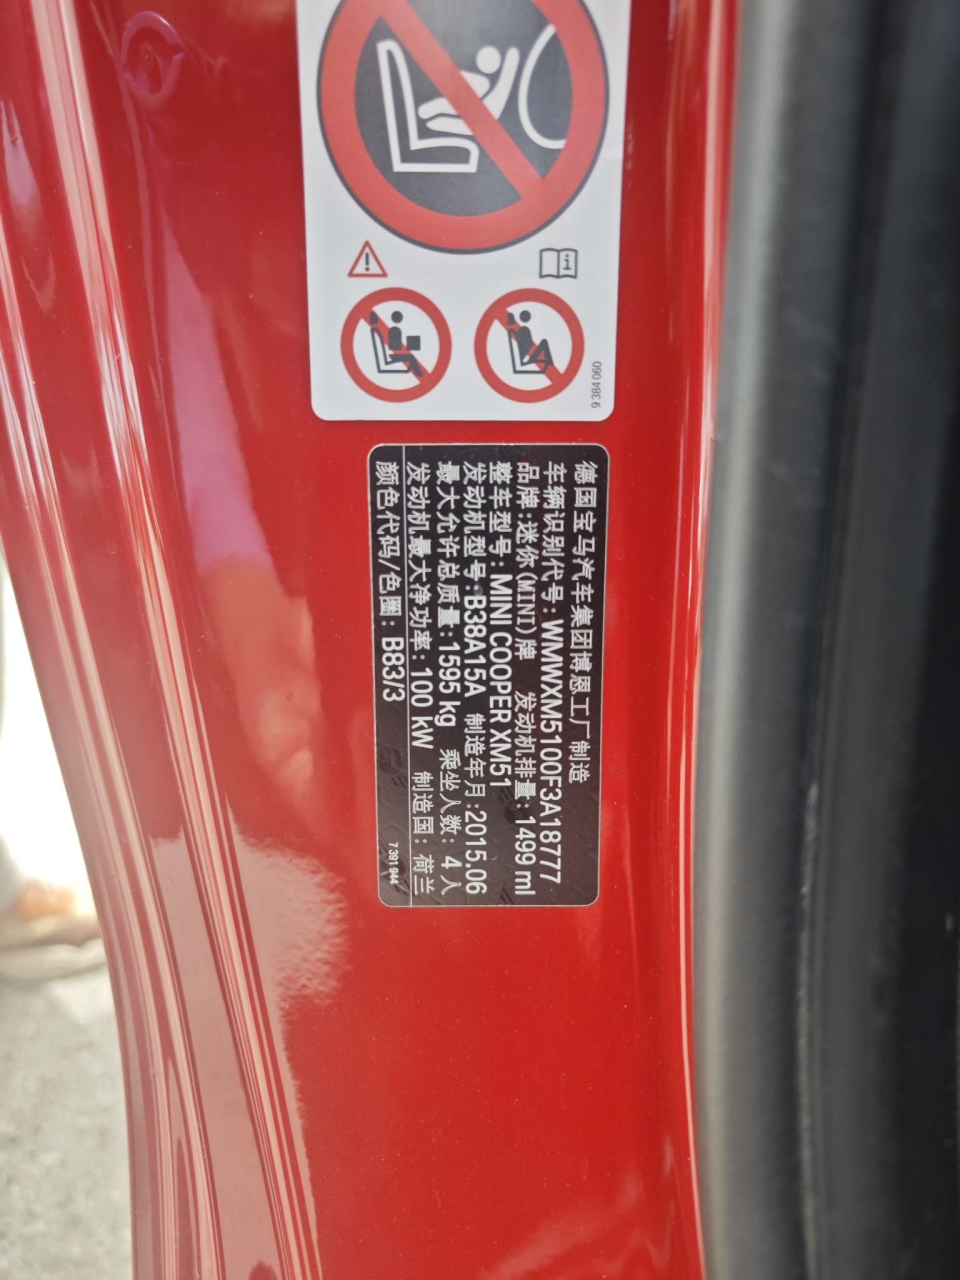 9 384 060
德国宝马汽车集团博恩工厂制造
车辆识别代号: WMWXM5100F3A18777
品牌:迷你(MINI)牌 发动机排量:1499 ml
整车型号: MINI COOPER XM51
发动机型号: B38A15A 制造年月:2015.06
最大允许总质量: 1595 kg 乘坐人数: 4 人
发动机最大净功率: 100 kW 制造国: 荷兰
颜色代码/色圈: B83/3
7 391 944